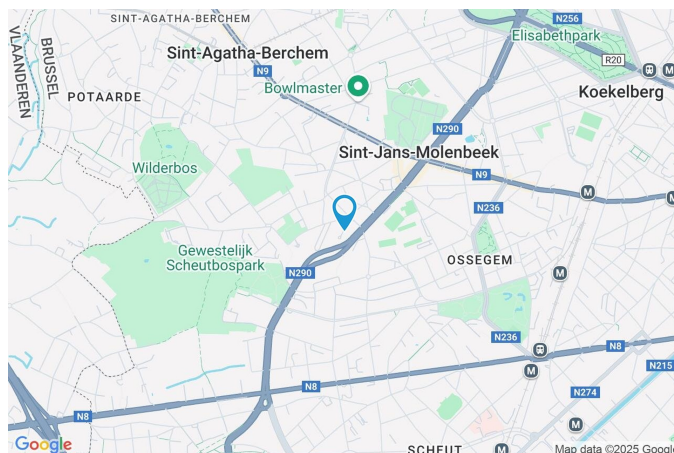 SINT-AGATHA-BERCHEM
N256
Elisabethpark
Sint-Agatha-Berchem
R20
M
N9
VLAANDEREN
BRUSSEL
POTAARDE
Bowlmaster
Koekelberg
N290
Sint-Jans-Molenbeek
Wilderbos
N9
M
M
N236
Gewestelijk
Scheutbospark
N290
OSSEGEM
M
N236
N8
M
N215
N8
N274
M
N8
M
M
SCHEUT
Google
Map data ©2025 Google